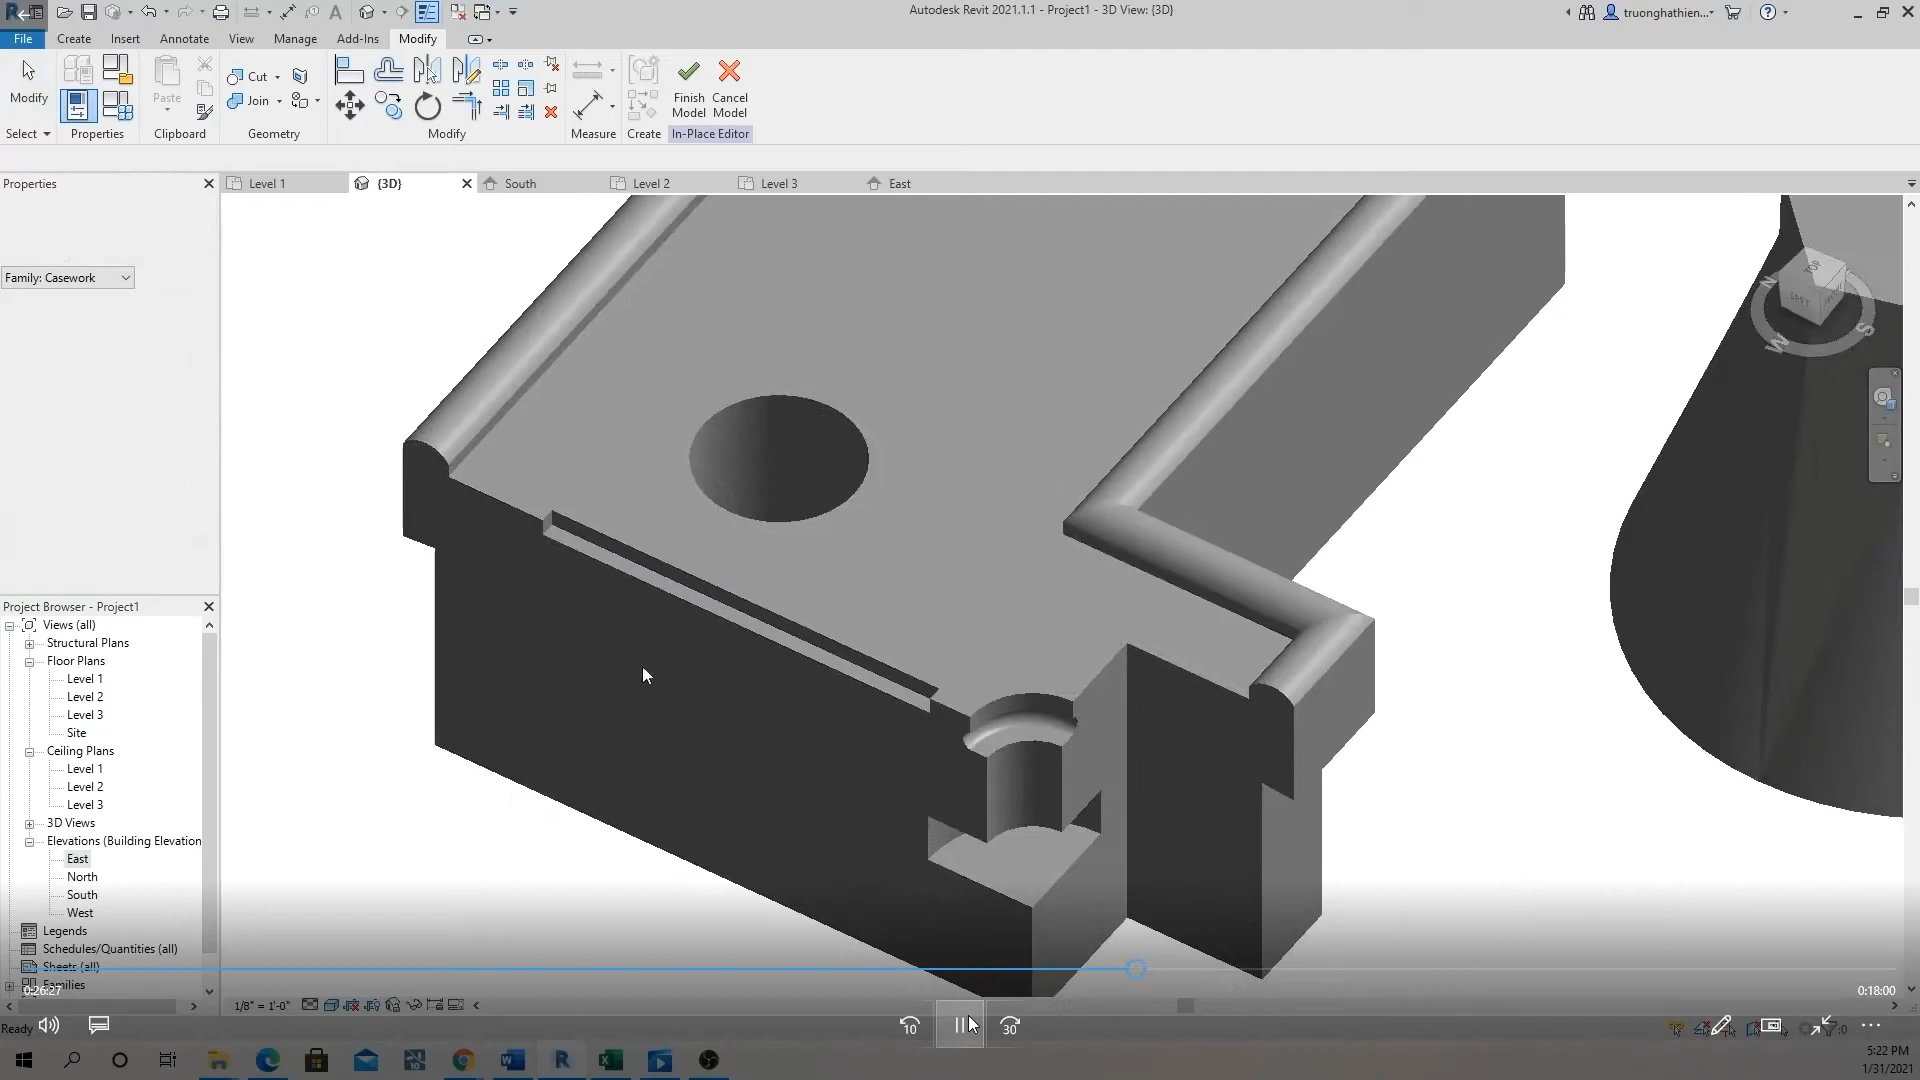 Autodesk Revit 2021.1.1 - Project1 - 3D View: {3D}
truonghathien...
File Create Insert Annotate View Manage Add-Ins Modify
Modify
Paste
Cut
Join
Finish Model
Cancel Model
Select Properties Clipboard Geometry Modify Measure Create In-Place Editor
Properties
Level 1 {3D} South Level 2 Level 3 East
Family: Casework
TOP
N
S
W
Project Browser - Project1
Views (all)
Structural Plans
Floor Plans
Level 1
Level 2
Level 3
Site
Ceiling Plans
Level 1
Level 2
Level 3
3D Views
Elevations (Building Elevation
East
North
South
West
Legends
Schedules/Quantities (all)
Sheets (all)
Families
0:26:27
0:18:00
1/8" = 1'-0"
Ready
10
30
:0
5:22 PM
1/31/2021